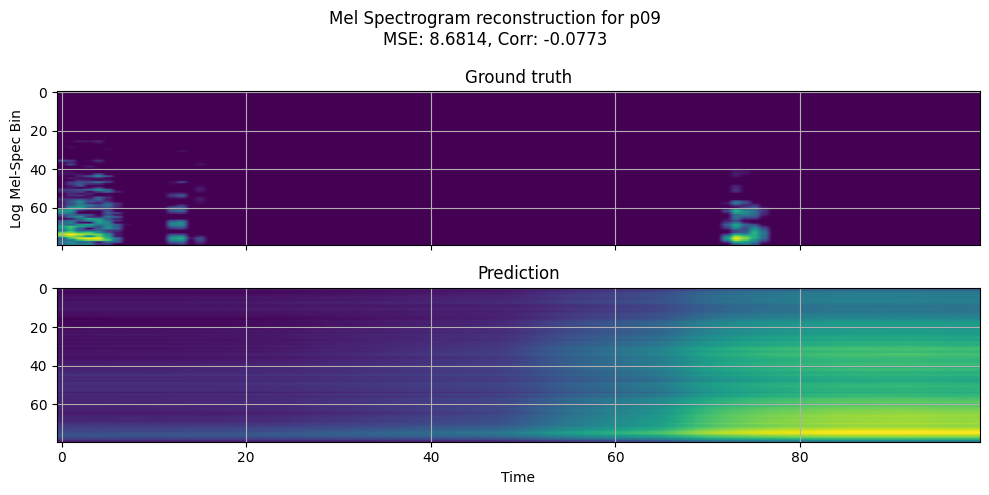 Mel Spectrogram reconstruction for p09
MSE: 8.6814, Corr: -0.0773
Ground truth
0
20
40
60
Log Mel-Spec Bin
Prediction
0
20
40
60
0 20 40 60 80
Time